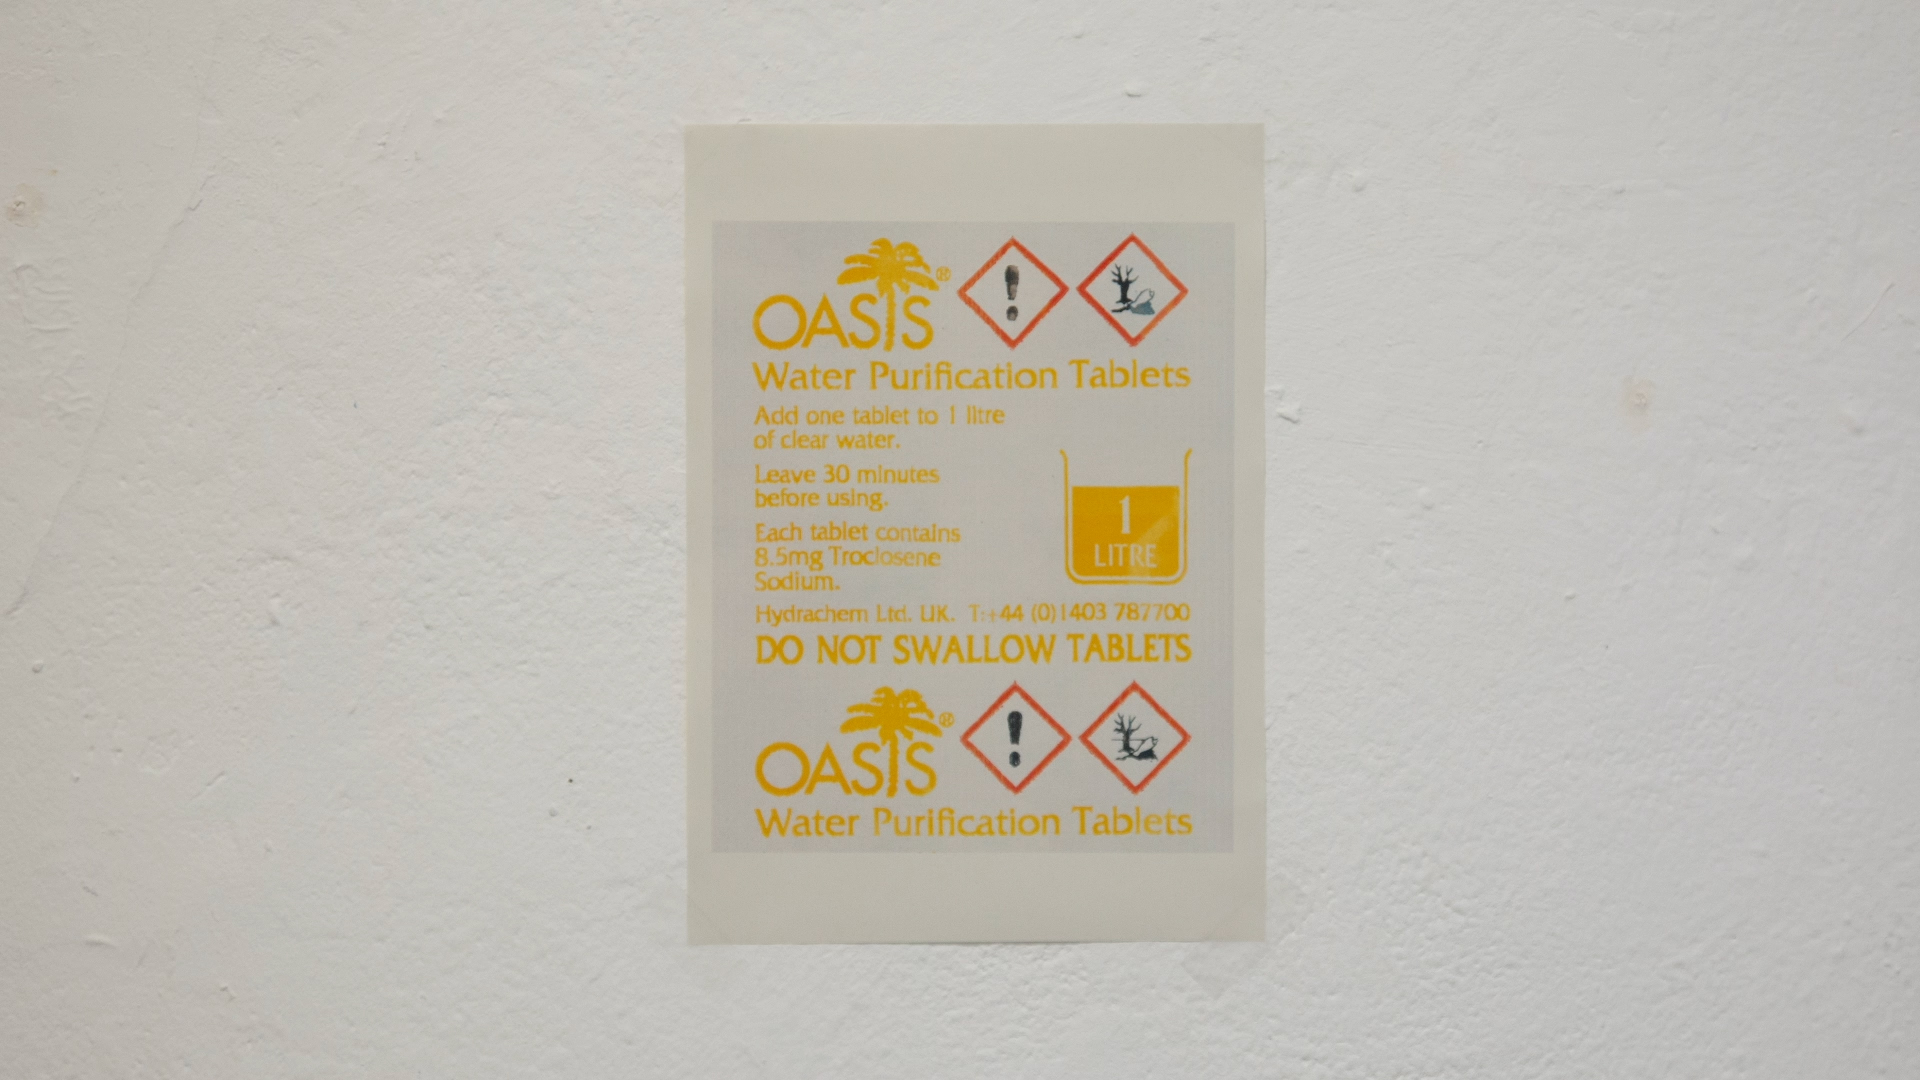 OASIS®
Water Purification Tablets
Add one tablet to 1 litre
of clear water.
Leave 30 minutes
before using.
Each tablet contains
8.5mg Troclosene
Sodium.
1
LITRE
Hydrachem Ltd. UK. T:+44 (0)1403 787700
DO NOT SWALLOW TABLETS
OASIS®
Water Purification Tablets